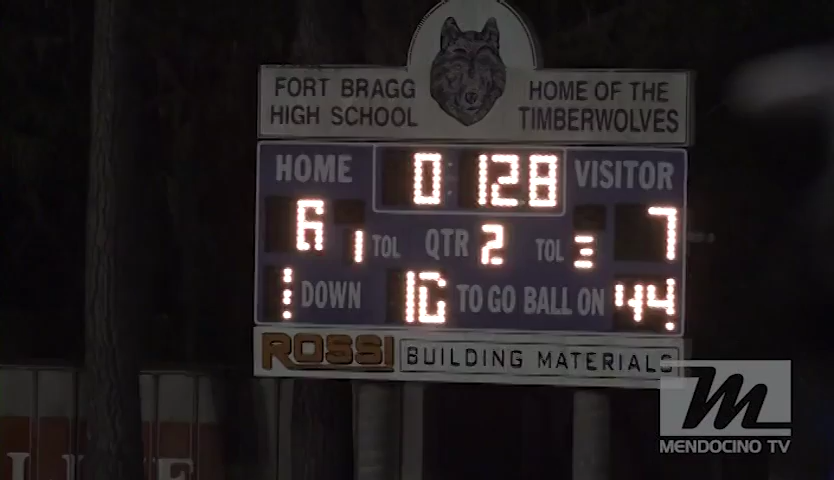 FORT BRAGG HIGH SCHOOL
HOME OF THE TIMBERWOLVES
HOME 0 128 VISITOR
6 1 TOL QTR 2 TOL 3 7
1 DOWN 10 TO GO BALL ON 44
ROSSI BUILDING MATERIALS
M
MENDOCINO TV